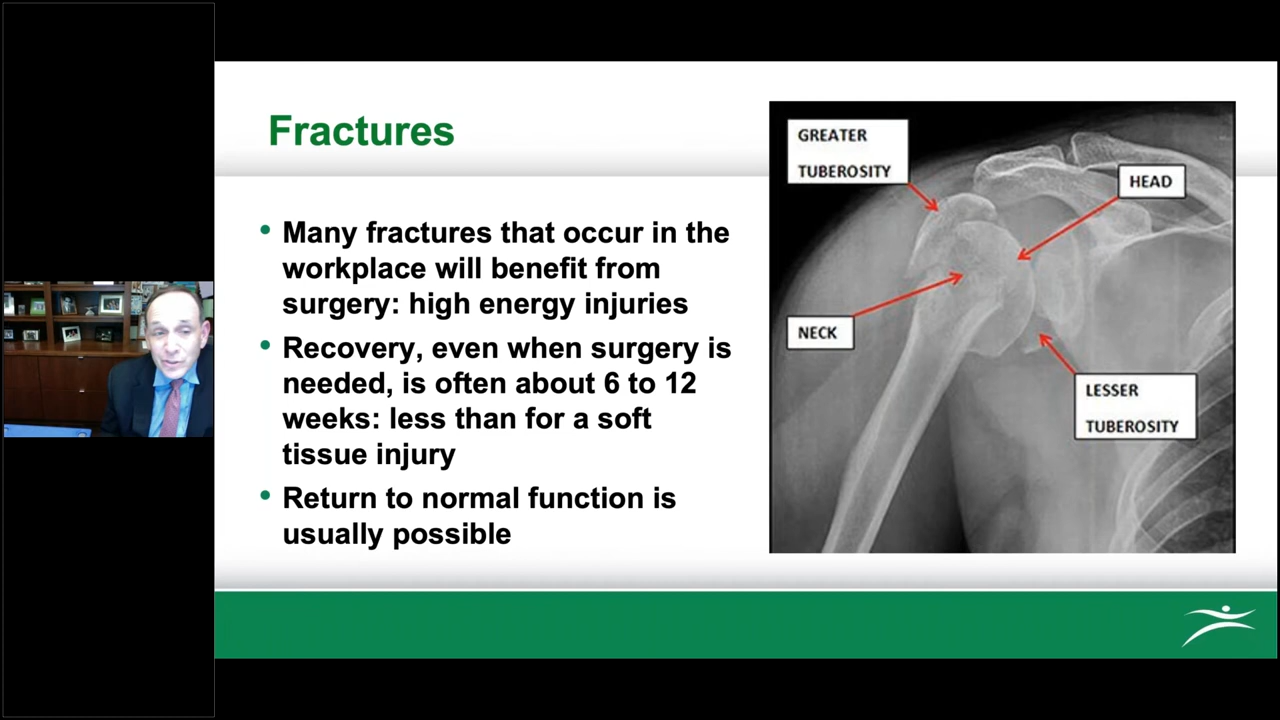 Fractures
Many fractures that occur in the
workplace will benefit from
surgery: high energy injuries
Recovery, even when surgery is
needed, is often about 6 to 12
weeks: less than for a soft
tissue injury
Return to normal function is
usually possible
GREATER
TUBEROSITY
HEAD
NECK
LESSER
TUBEROSITY